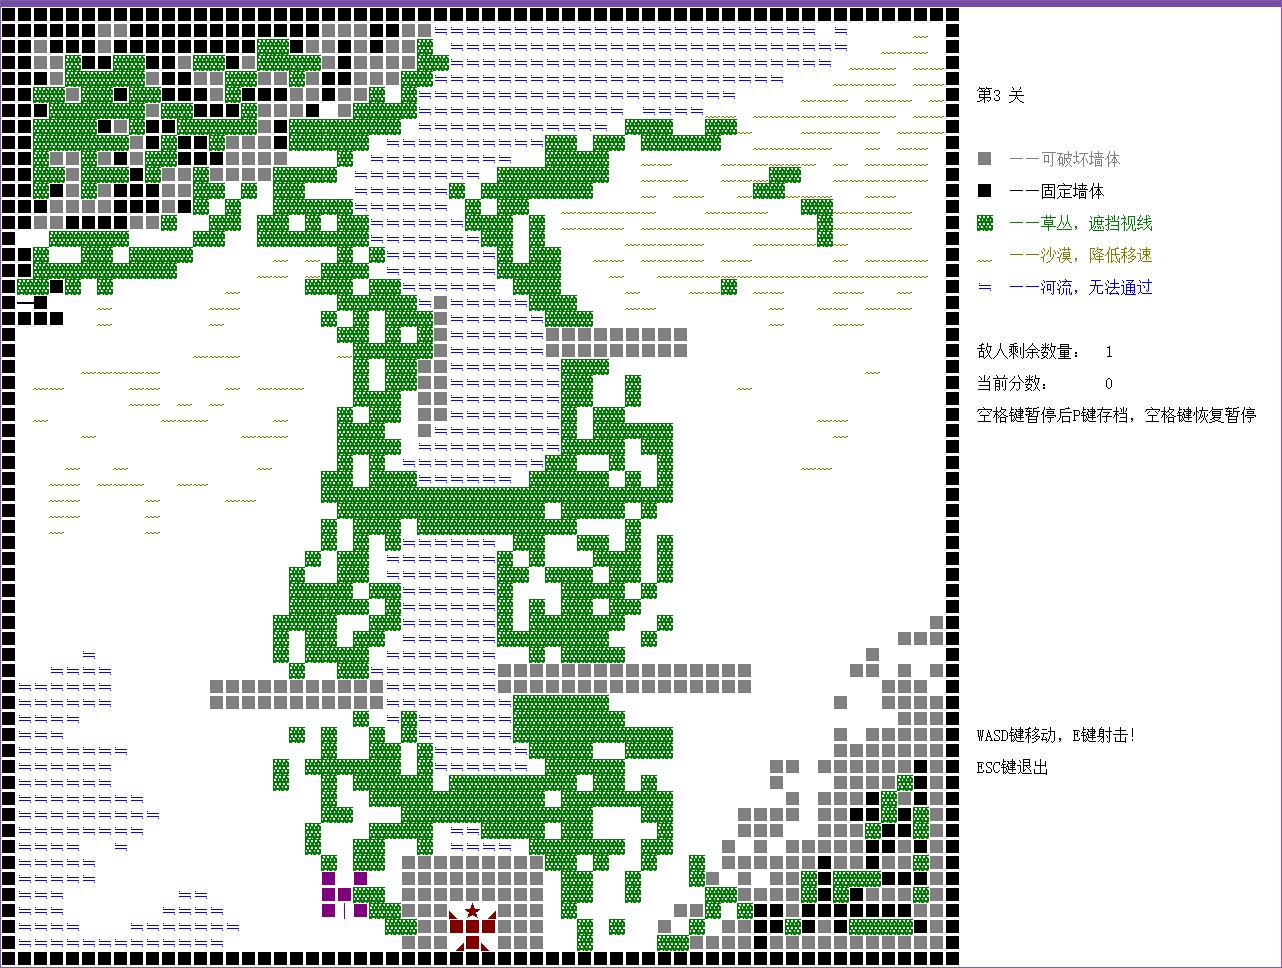 第3 关
——可破坏墙体
——固定墙体
——草丛，遮挡视线
——沙漠，降低移速
——河流，无法通过
敌人剩余数量： 1
当前分数： 0
空格键暂停后P键存档，空格键恢复暂停
WASD键移动，E键射击!
ESC键退出